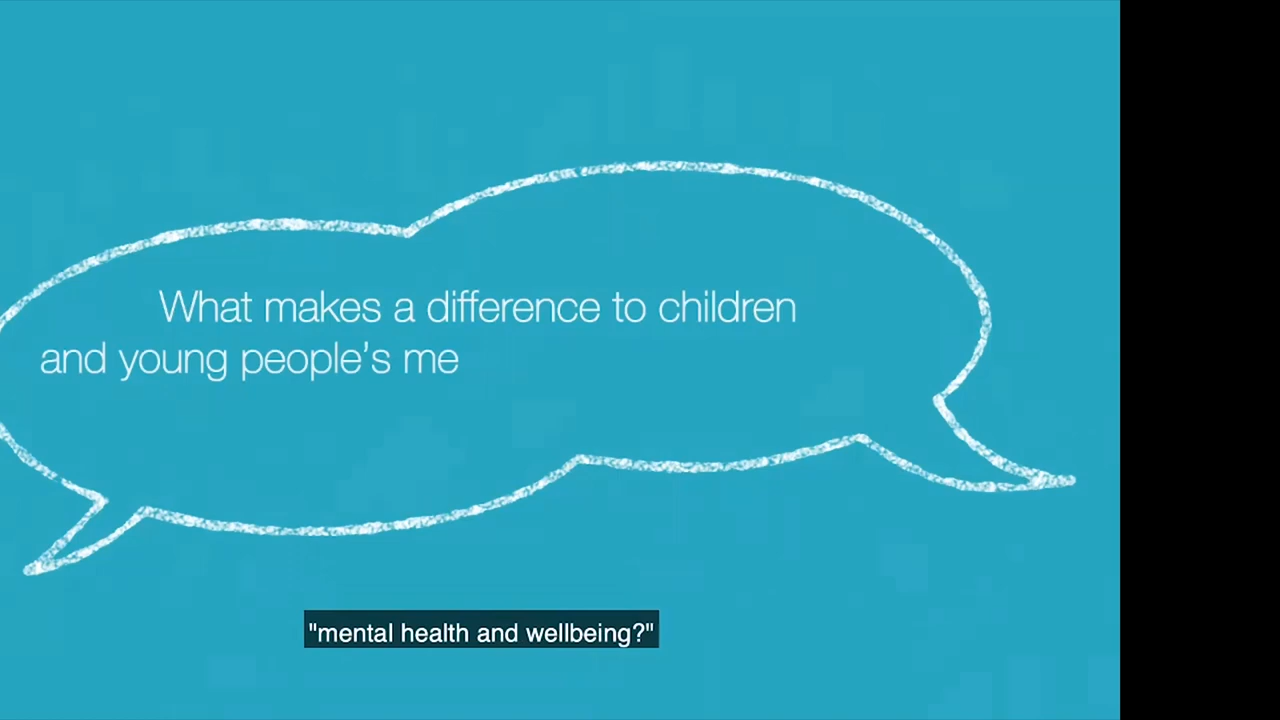 What makes a difference to children
and young people’s me
"mental health and wellbeing?"